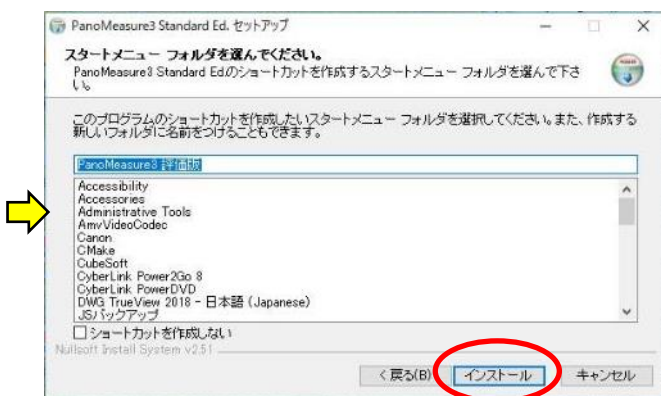 PanoMeasure3 Standard Ed. セットアップ
スタートメニュー フォルダを選んでください。
PanoMeasure3 Standard Ed.のショートカットを作成するスタートメニュー フォルダを選んで下さ
い。
このプログラムのショートカットを作成したいスタートメニュー フォルダを選択してください。また、作成する
新しいフォルダに名前をつけることもできます。
PanoMeasure3 評価版
Accessibility
Accessories
Administrative Tools
AmvVideoCodec
Canon
CMake
CubeSoft
CyberLink Power2Go 8
CyberLink PowerDVD
DWG TrueView 2018 - 日本語 (Japanese)
JSバックアップ
ショートカットを作成しない
Nullsoft Install System v2.51
< 戻る(B) インストール キャンセル